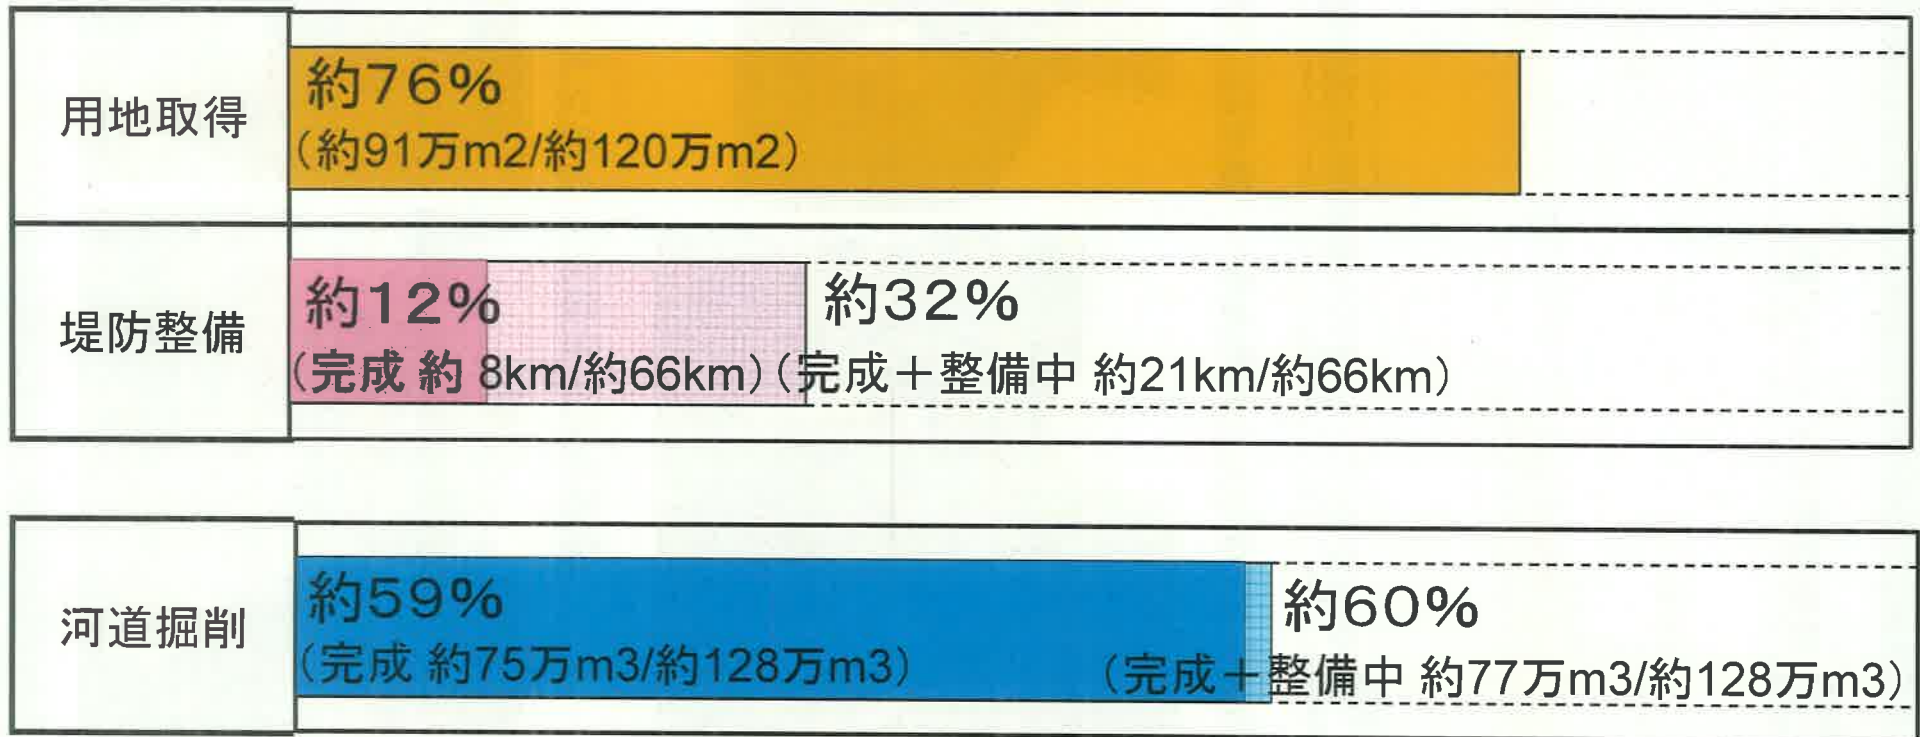 用地取得
約76%
（約91万m2/約120万m2）
堤防整備
約12%
約32%
（完成 約 8km/約66km）（完成＋整備中 約21km/約66km）
河道掘削
約59%
約60%
（完成 約75万m3/約128万m3）
（完成＋整備中 約77万m3/約128万m3）